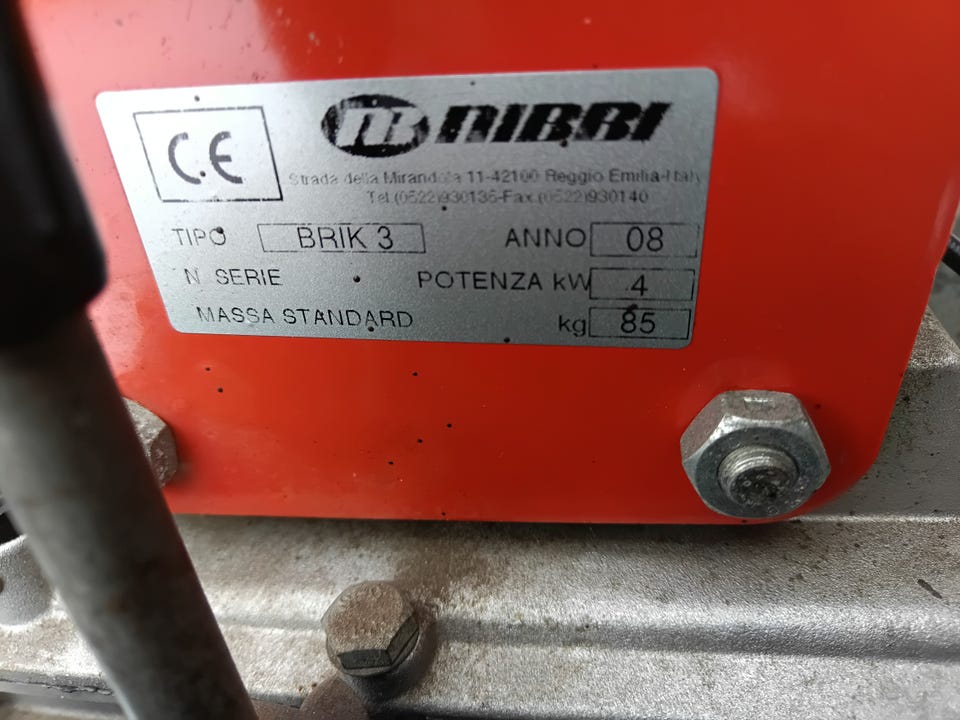 CE
NIBBI
Strada della Mirandola 11-42100 Reggio Emilia-Italy
Tel.(0522)930135-Fax.(0522)930140
TIPO BRIK 3 ANNO 08
N SERIE POTENZA kW 4
MASSA STANDARD kg 85